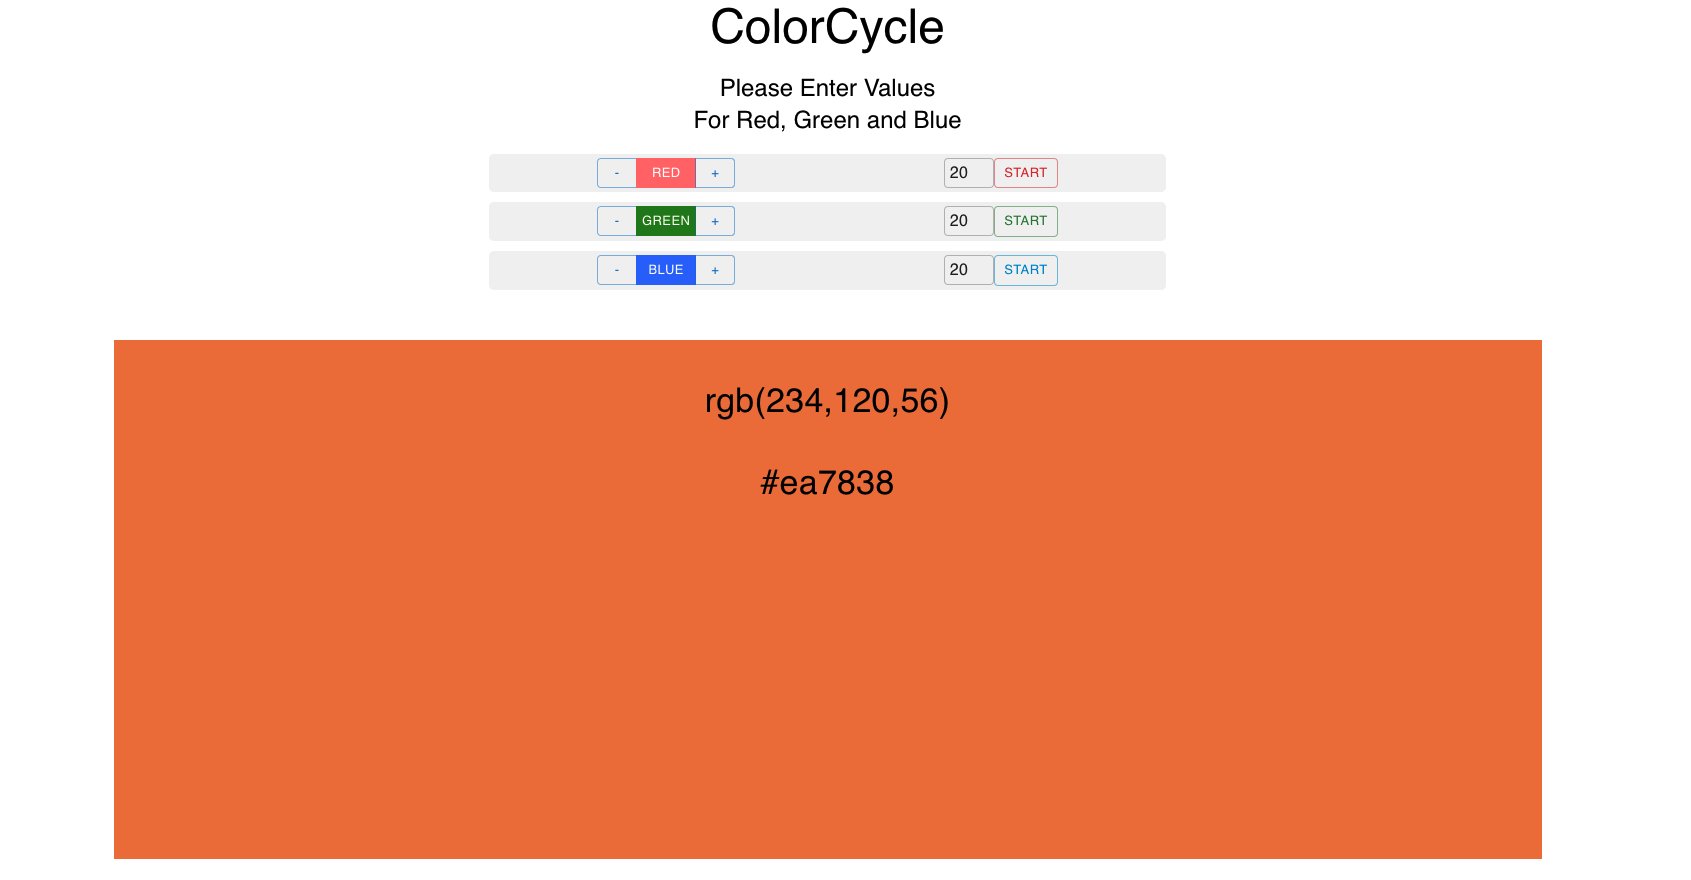 ColorCycle
Please Enter Values
For Red, Green and Blue
- RED + 20 START
- GREEN + 20 START
- BLUE + 20 START
rgb(234,120,56)
#ea7838